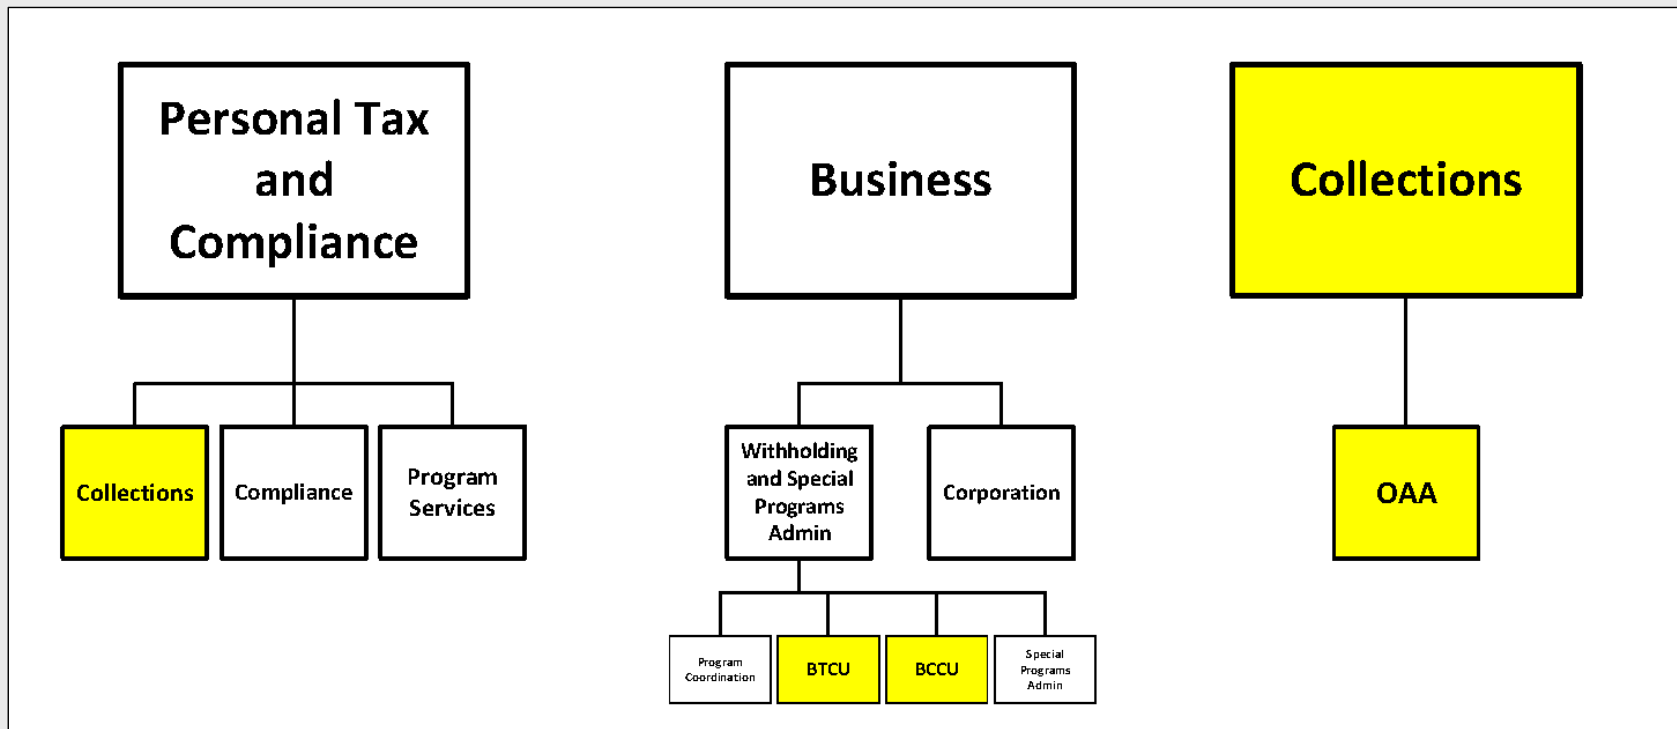 Personal Tax
and
Compliance
Business
Collections
Collections
Compliance
Program
Services
Withholding
and Special
Programs
Admin
Corporation
OAA
Program
Coordination
BTCU
BCCU
Special
Programs
Admin